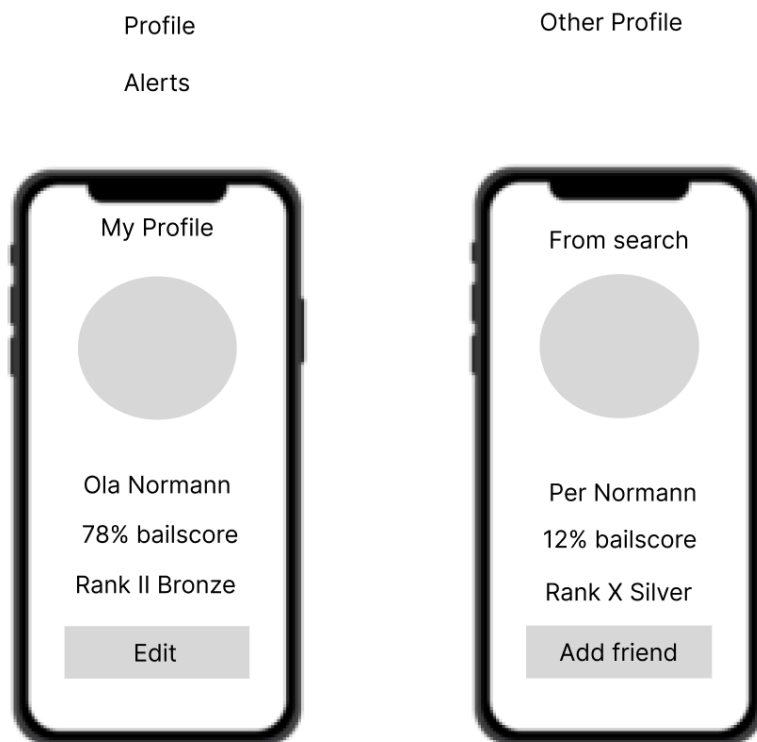 Profile
Alerts
My Profile
Ola Normann
78% bailscore
Rank II Bronze
Edit
Other Profile
From search
Per Normann
12% bailscore
Rank X Silver
Add friend